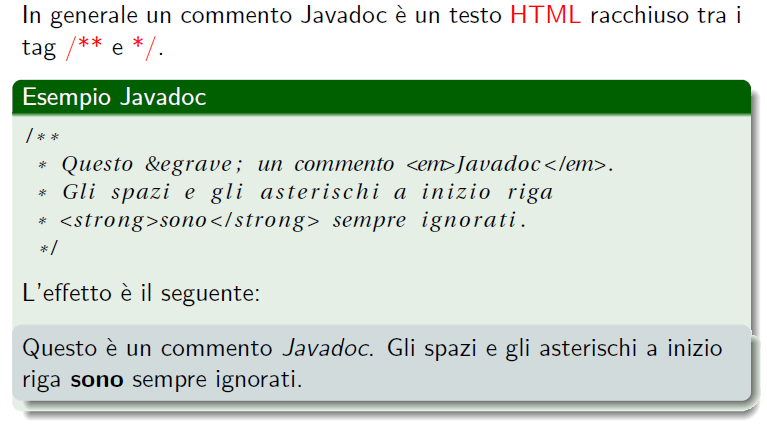 In generale un commento Javadoc è un testo HTML racchiuso tra i
tag /** e */.
Esempio Javadoc
/**
 * Questo &egrave; un commento <em>Javadoc</em>.
 * Gli spazi e gli asterischi a inizio riga
 * <strong>sono</strong> sempre ignorati.
 */
L'effetto è il seguente:
Questo è un commento Javadoc. Gli spazi e gli asterischi a inizio
riga sono sempre ignorati.